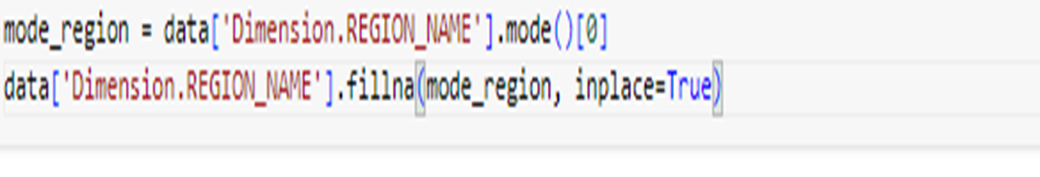 mode_region = data['Dimension.REGION_NAME'].mode()[0]
data['Dimension.REGION_NAME'].fillna(mode_region, inplace=True)